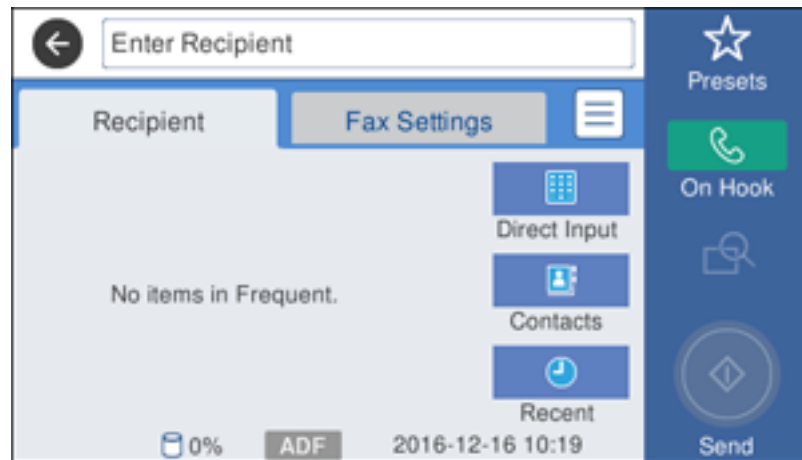 Enter Recipient
Presets
Recipient
Fax Settings
On Hook
Direct Input
No items in Frequent.
Contacts
Recent
0%
ADF
2016-12-16 10:19
Send